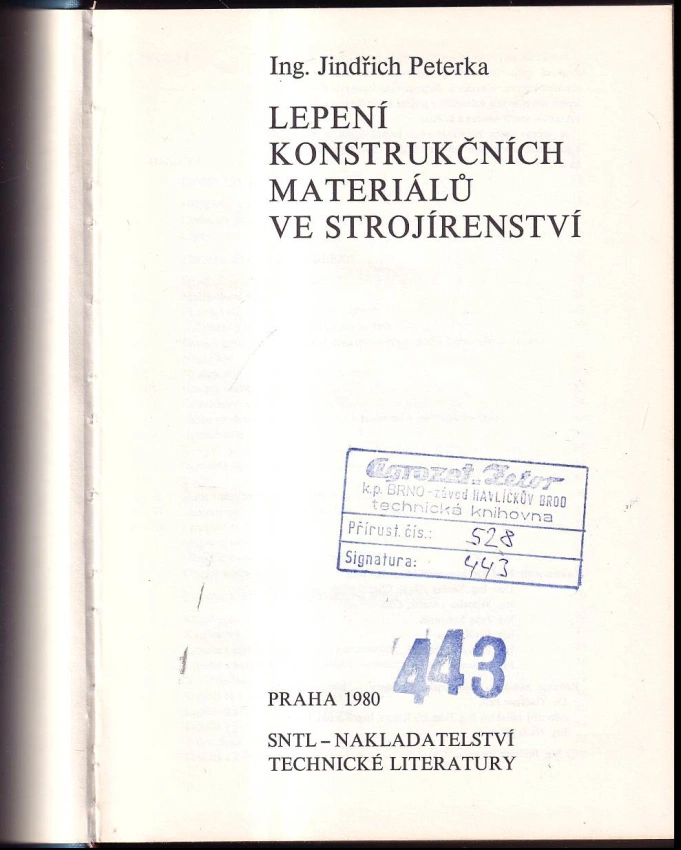 Ing. Jindřich Peterka
LEPENÍ
KONSTRUKČNÍCH
MATERIÁLŮ
VE STROJÍRENSTVÍ
Agrozet-Zetor
k.p. BRNO-závod HAVLÍČKŮV BROD
technická knihovna
Přírust. čís.: 528
Signatura: 443
443
PRAHA 1980
SNTL – NAKLADATELSTVÍ
TECHNICKÉ LITERATURY